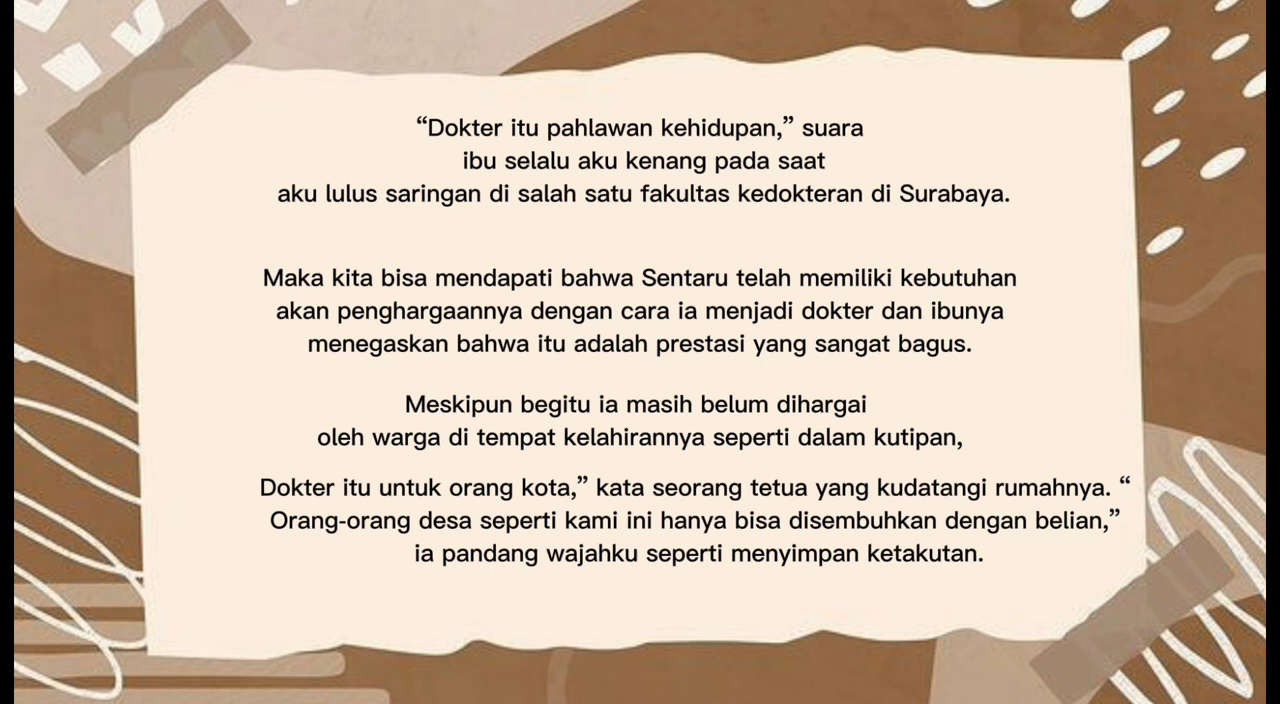 “Dokter itu pahlawan kehidupan,” suara
ibu selalu aku kenang pada saat
aku lulus saringan di salah satu fakultas kedokteran di Surabaya.
Maka kita bisa mendapati bahwa Sentaru telah memiliki kebutuhan
akan penghargaannya dengan cara ia menjadi dokter dan ibunya
menegaskan bahwa itu adalah prestasi yang sangat bagus.
Meskipun begitu ia masih belum dihargai
oleh warga di tempat kelahirannya seperti dalam kutipan,
Dokter itu untuk orang kota,” kata seorang tetua yang kudatangi rumahnya. “
Orang-orang desa seperti kami ini hanya bisa disembuhkan dengan belian,”
ia pandang wajahku seperti menyimpan ketakutan.